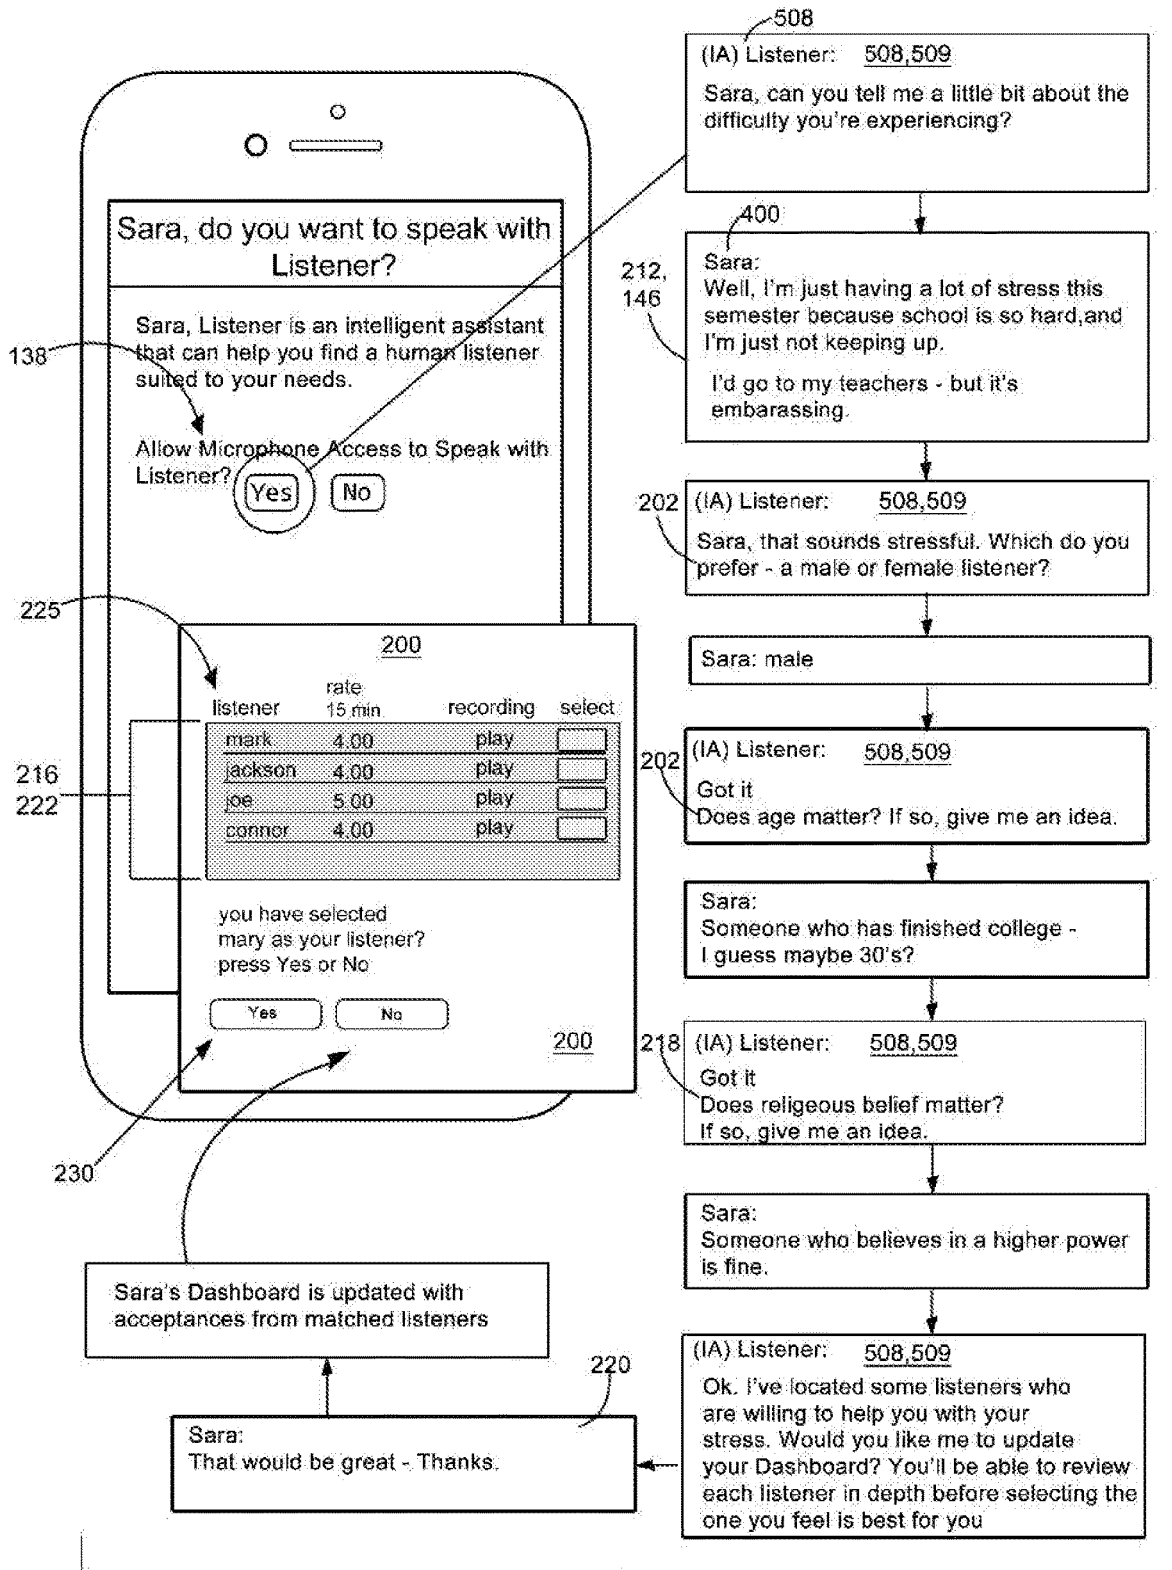 508
(IA) Listener: 508,509
Sara, can you tell me a little bit about the
difficulty you're experiencing?
Sara, do you want to speak with
Listener?
Sara, Listener is an intelligent assistant
that can help you find a human listener
suited to your needs.
138
Allow Microphone Access to Speak with
Listener?
Yes No
400
212,
146
Sara:
Well, I'm just having a lot of stress this
semester because school is so hard,and
I'm just not keeping up.
I'd go to my teachers - but it's
embarassing.
202
(IA) Listener: 508,509
Sara, that sounds stressful. Which do you
prefer - a male or female listener?
Sara: male
202
(IA) Listener: 508,509
Got it
Does age matter? If so, give me an idea.
Sara:
Someone who has finished college -
I guess maybe 30's?
218
(IA) Listener: 508,509
Got it
Does religeous belief matter?
If so, give me an idea.
Sara:
Someone who believes in a higher power
is fine.
(IA) Listener: 508,509
Ok. I've located some listeners who
are willing to help you with your
stress. Would you like me to update
your Dashboard? You'll be able to review
each listener in depth before selecting the
one you feel is best for you
220
Sara:
That would be great - Thanks.
Sara's Dashboard is updated with
acceptances from matched listeners
225
200
rate
listener 15 min recording select
216
222
mark 4.00 play
jackson 4.00 play
joe 5.00 play
connor 4.00 play
you have selected
mary as your listener?
press Yes or No
Yes No
200
230